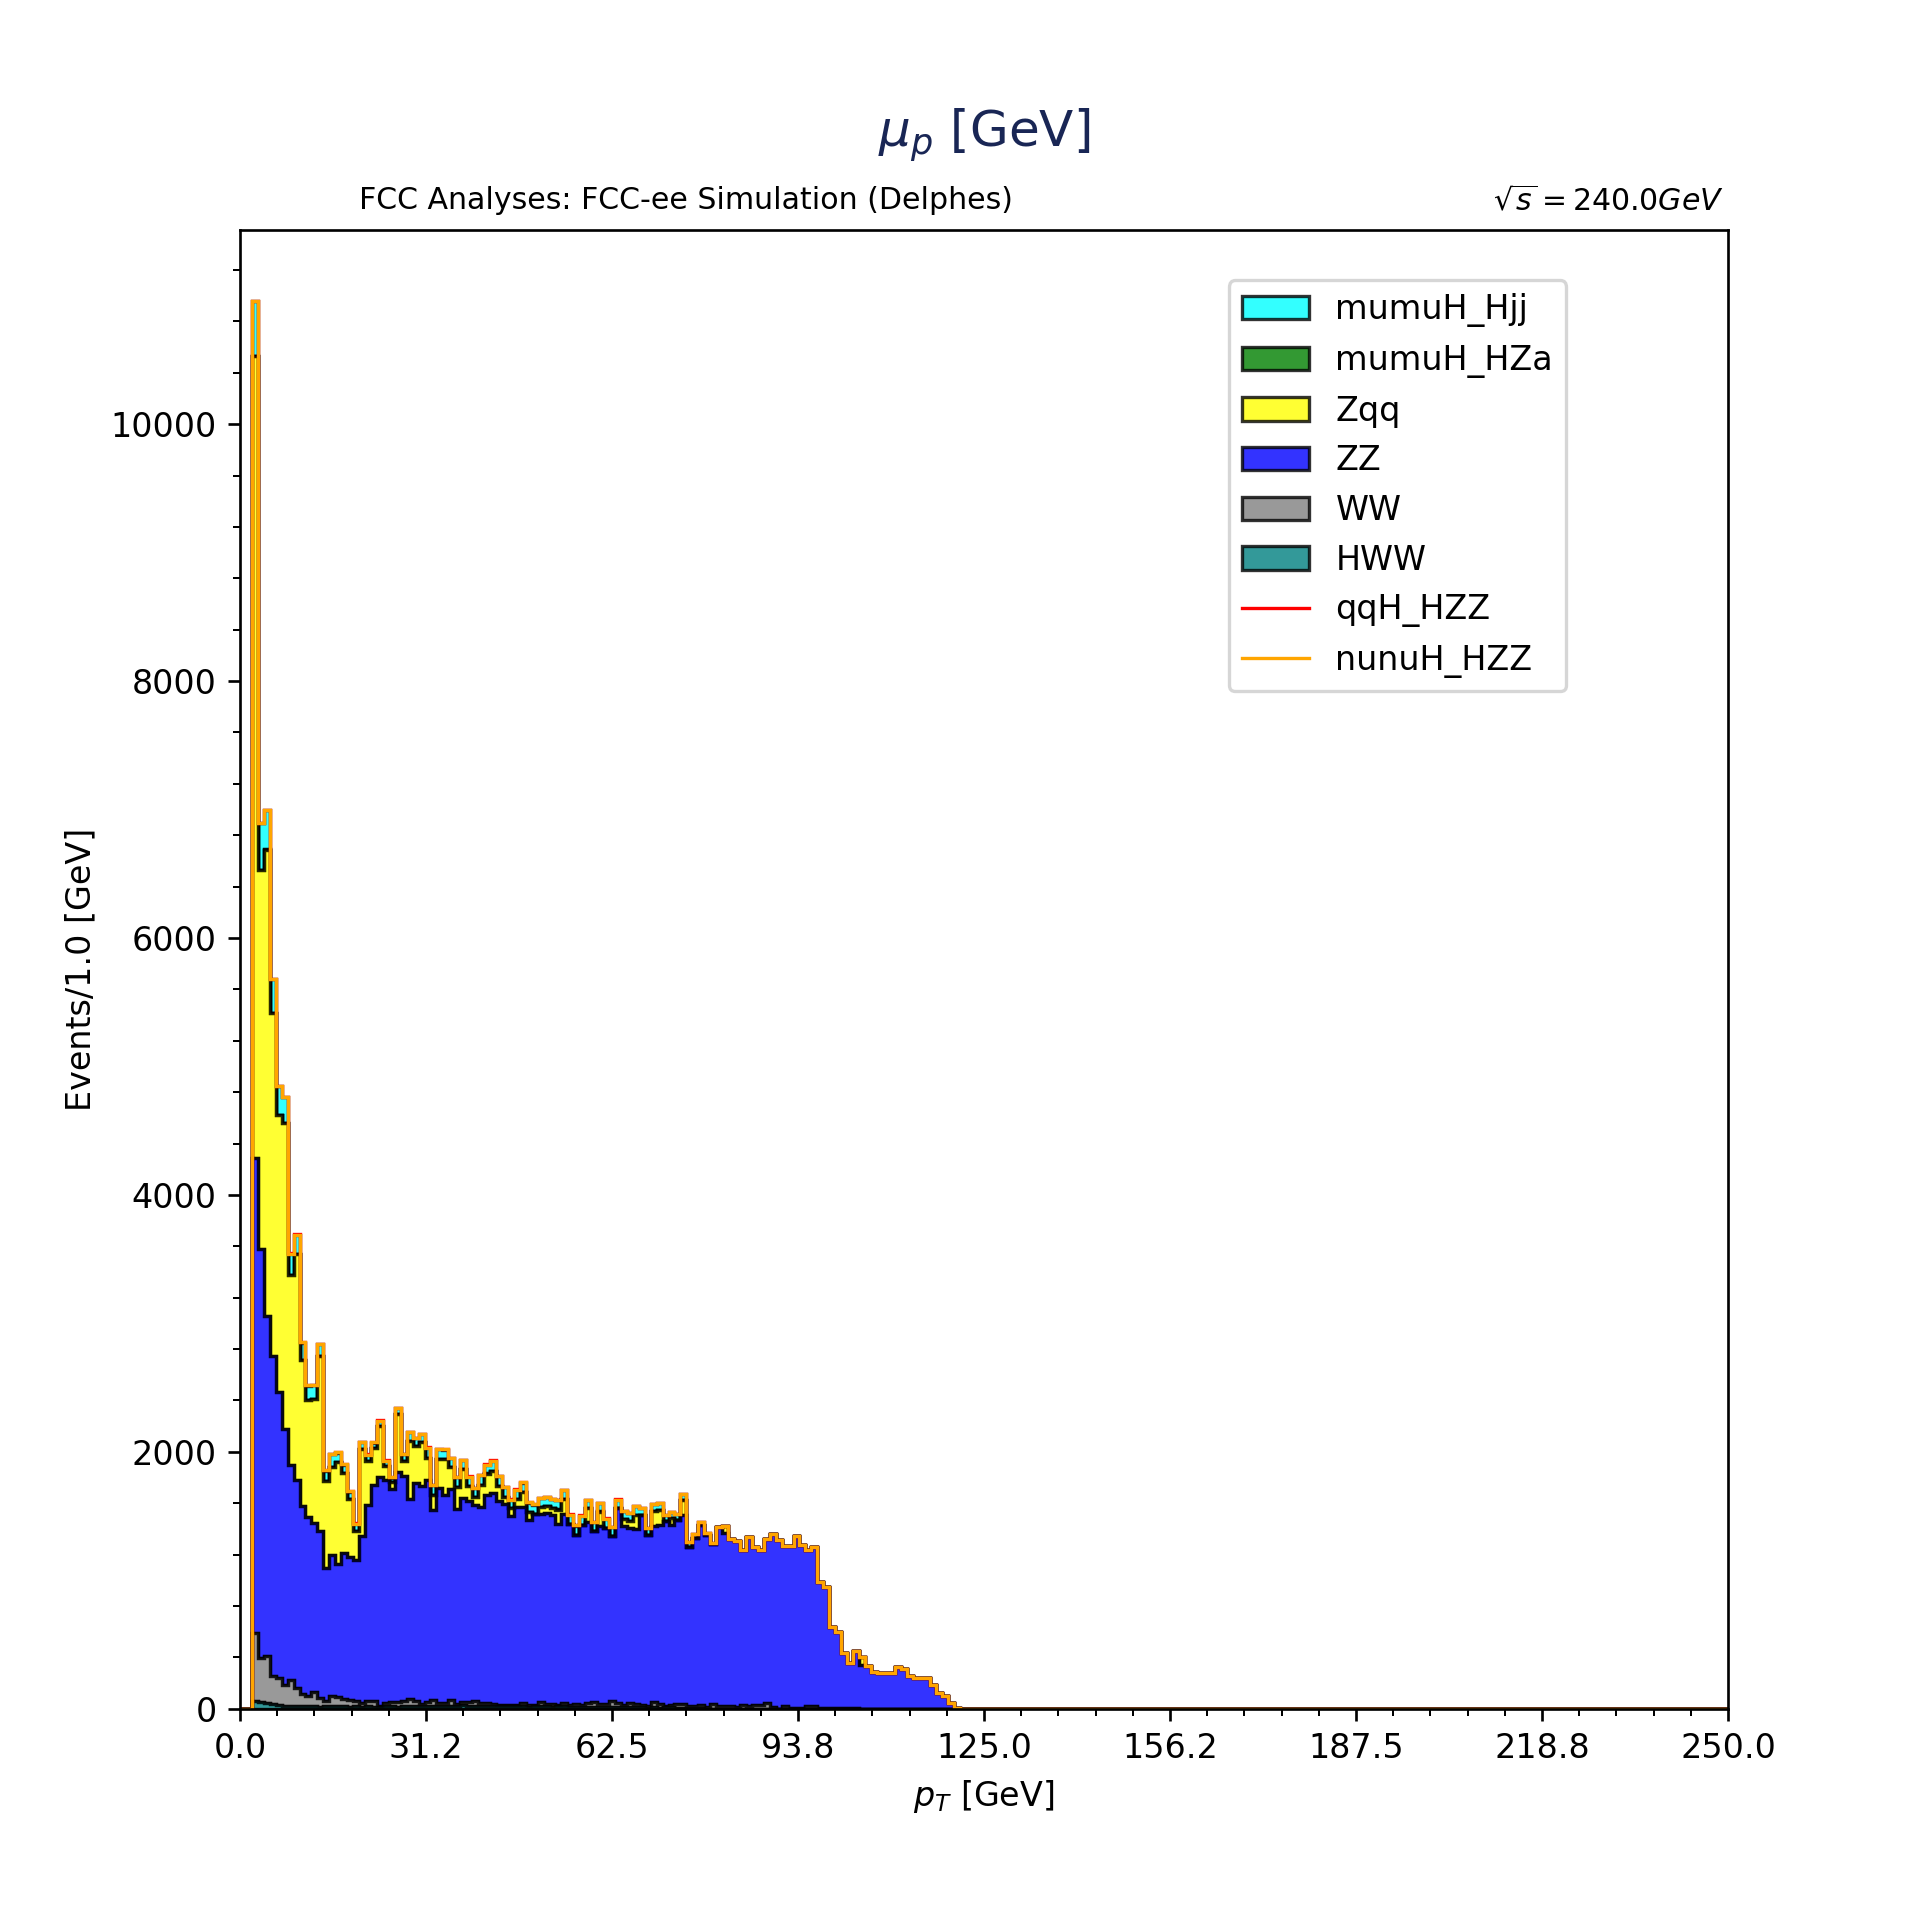 μₚ [GeV]
FCC Analyses: FCC-ee Simulation (Delphes)
√s = 240.0GeV
mumuH_Hjj
mumuH_HZa
Zqq
ZZ
WW
HWW
qqH_HZZ
nunuH_HZZ
Events/1.0 [GeV]
10000
8000
6000
4000
2000
0
0.0 31.2 62.5 93.8 125.0 156.2 187.5 218.8 250.0
p_T [GeV]